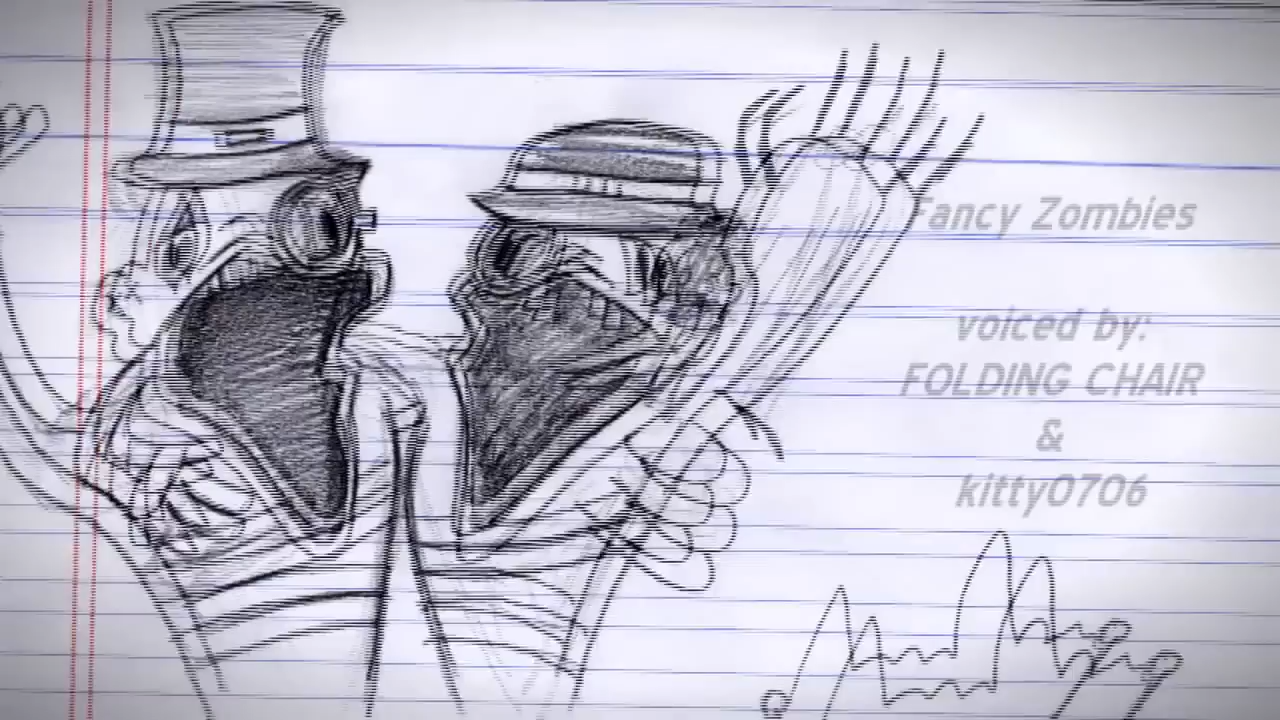 Fancy Zombies
voiced by:
FOLDING CHAIR
&
kitty0706